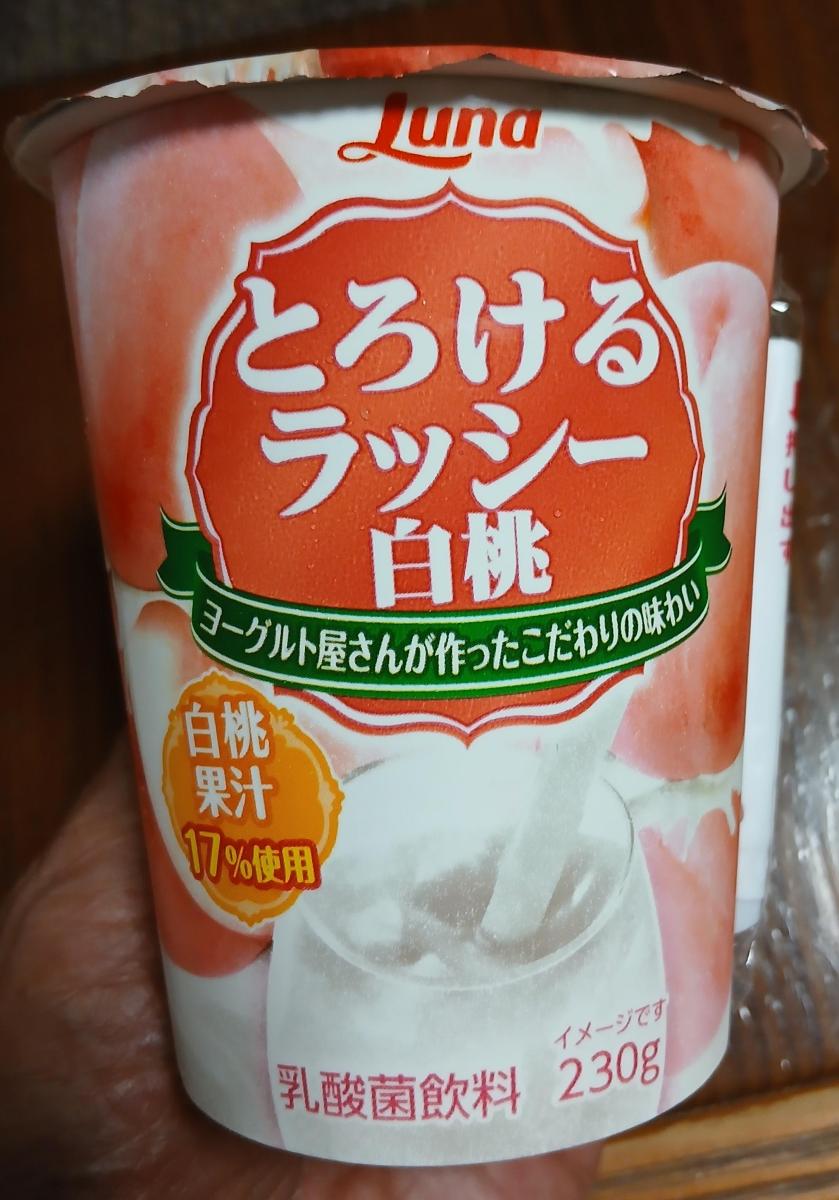 Luna
とろける
ラッシー
白桃
ヨーグルト屋さんが作ったこだわりの味わい
白桃
果汁
17%使用
イメージです
乳酸菌飲料 230g